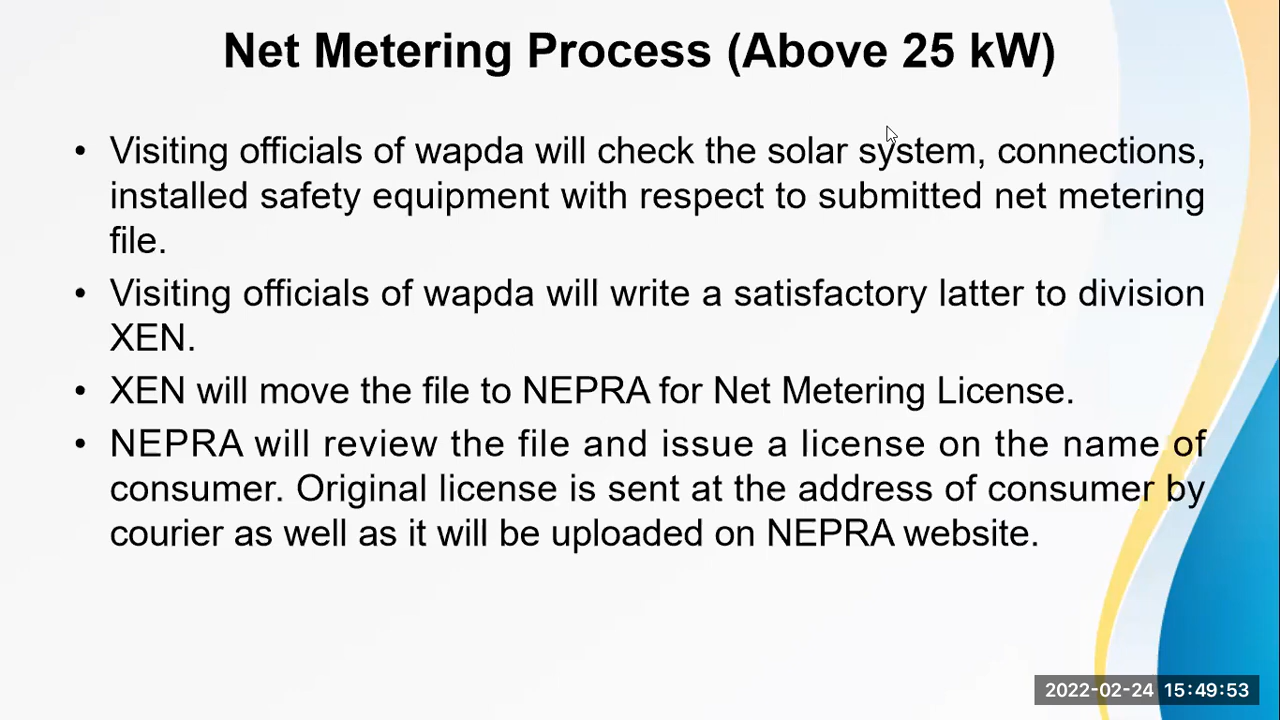 Net Metering Process (Above 25 kW)
• Visiting officials of wapda will check the solar system, connections,
installed safety equipment with respect to submitted net metering
file.
• Visiting officials of wapda will write a satisfactory latter to division
XEN.
• XEN will move the file to NEPRA for Net Metering License.
• NEPRA will review the file and issue a license on the name of
consumer. Original license is sent at the address of consumer by
courier as well as it will be uploaded on NEPRA website.
2022-02-24 15:49:53